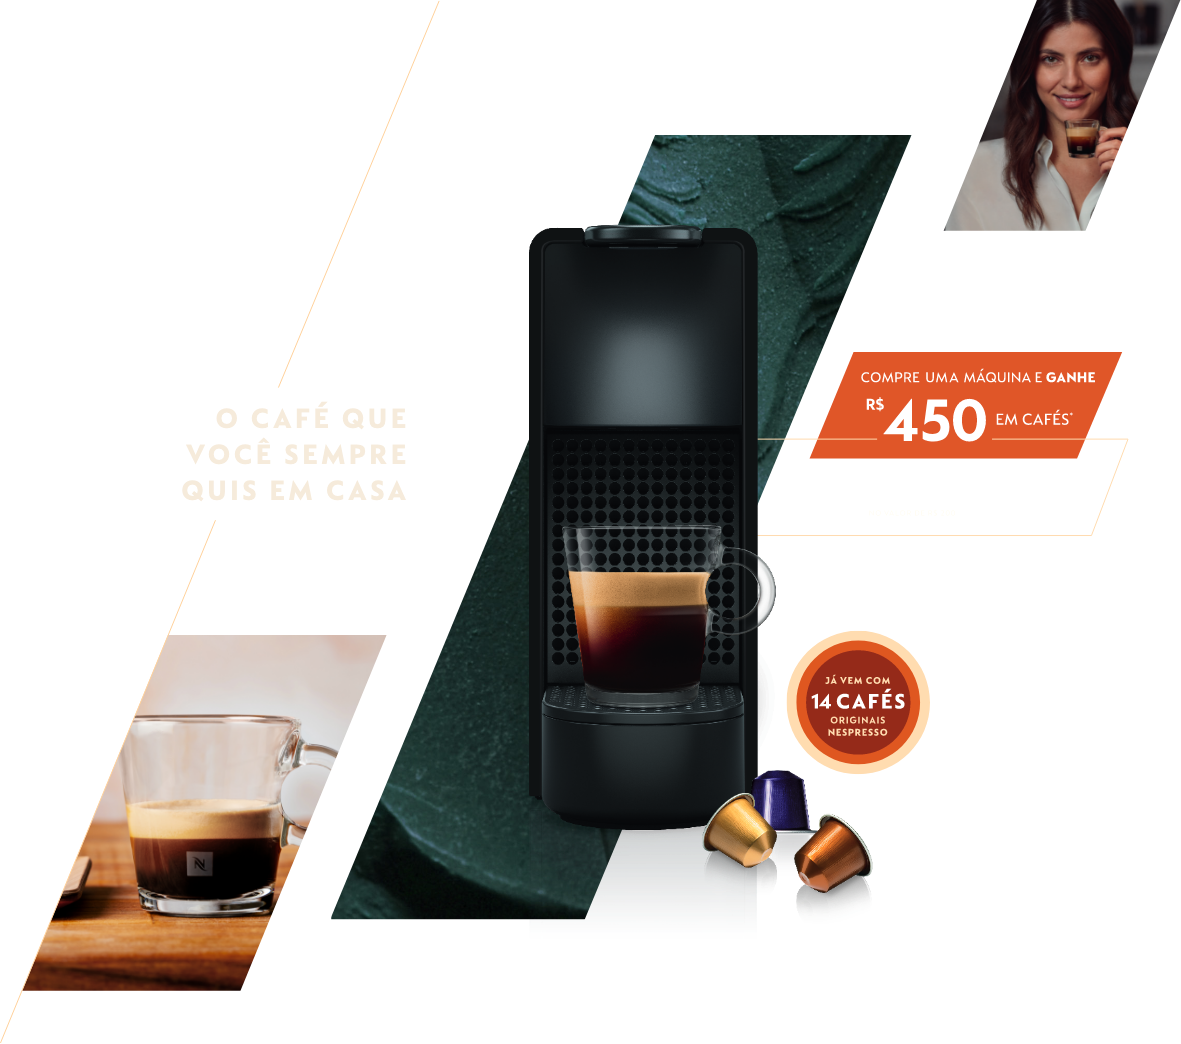 O CAFÉ QUE
VOCÊ SEMPRE
QUIS EM CASA
COMPRE UMA MÁQUINA E GANHE
R$ 450 EM CAFÉS*
JÁ VEM COM
14 CAFÉS
ORIGINAIS
NESPRESSO
N